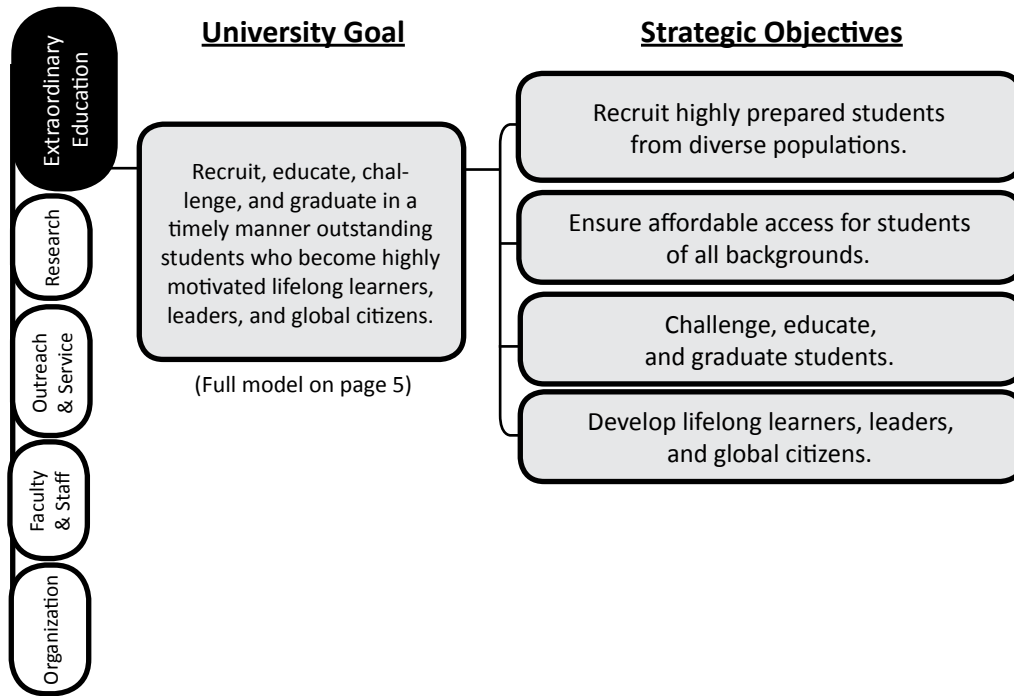 Extraordinary
Education
Research
Outreach
& Service
Faculty
& Staff
Organization
University Goal
Recruit, educate, chal-
lenge, and graduate in a
timely manner outstanding
students who become highly
motivated lifelong learners,
leaders, and global citizens.
(Full model on page 5)
Strategic Objectives
Recruit highly prepared students
from diverse populations.
Ensure affordable access for students
of all backgrounds.
Challenge, educate,
and graduate students.
Develop lifelong learners, leaders,
and global citizens.